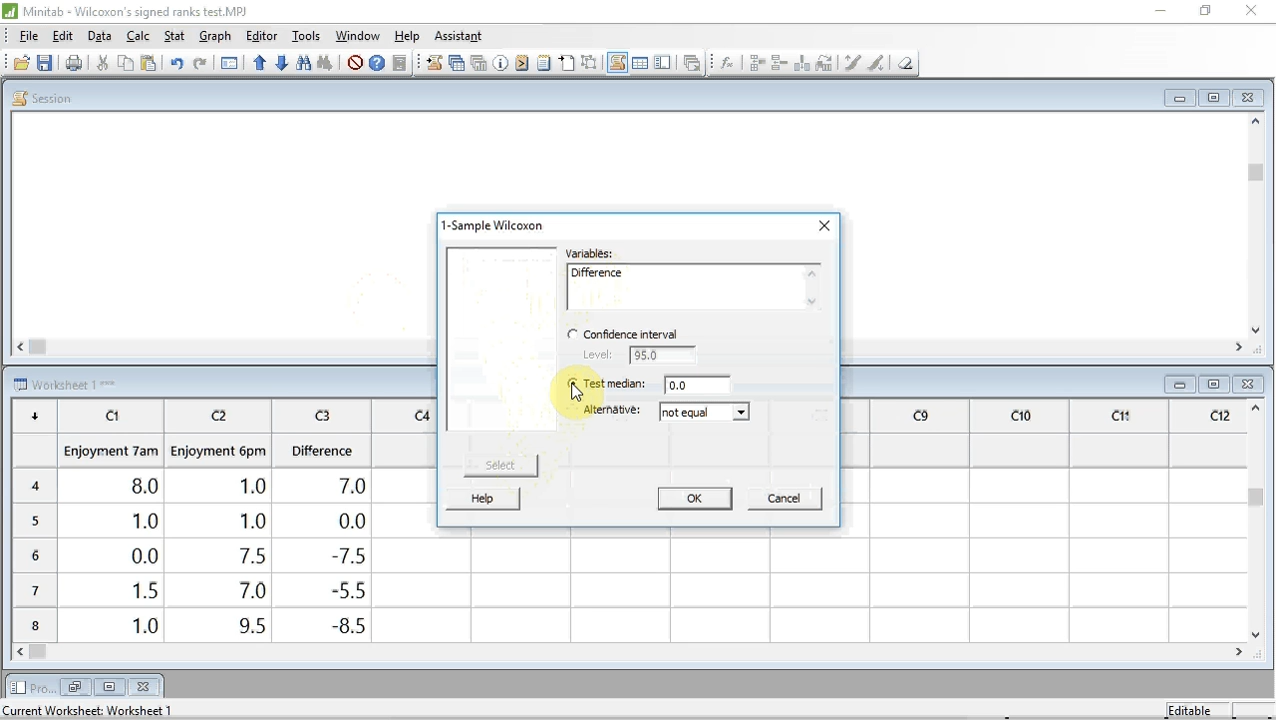 Minitab - Wilcoxon's signed ranks test.MPJ
File Edit Data Calc Stat Graph Editor Tools Window Help Assistant
Session
1-Sample Wilcoxon
Variables:
Difference
Confidence interval
Level: 95.0
Test median: 0.0
Alternative: not equal
Select
Help OK Cancel
Worksheet 1 ***
C1 C2 C3 C4 C9 C10 C11 C12
Enjoyment 7am Enjoyment 6pm Difference
4 8.0 1.0 7.0
5 1.0 1.0 0.0
6 0.0 7.5 -7.5
7 1.5 7.0 -5.5
8 1.0 9.5 -8.5
Pro...
Current Worksheet: Worksheet 1 Editable